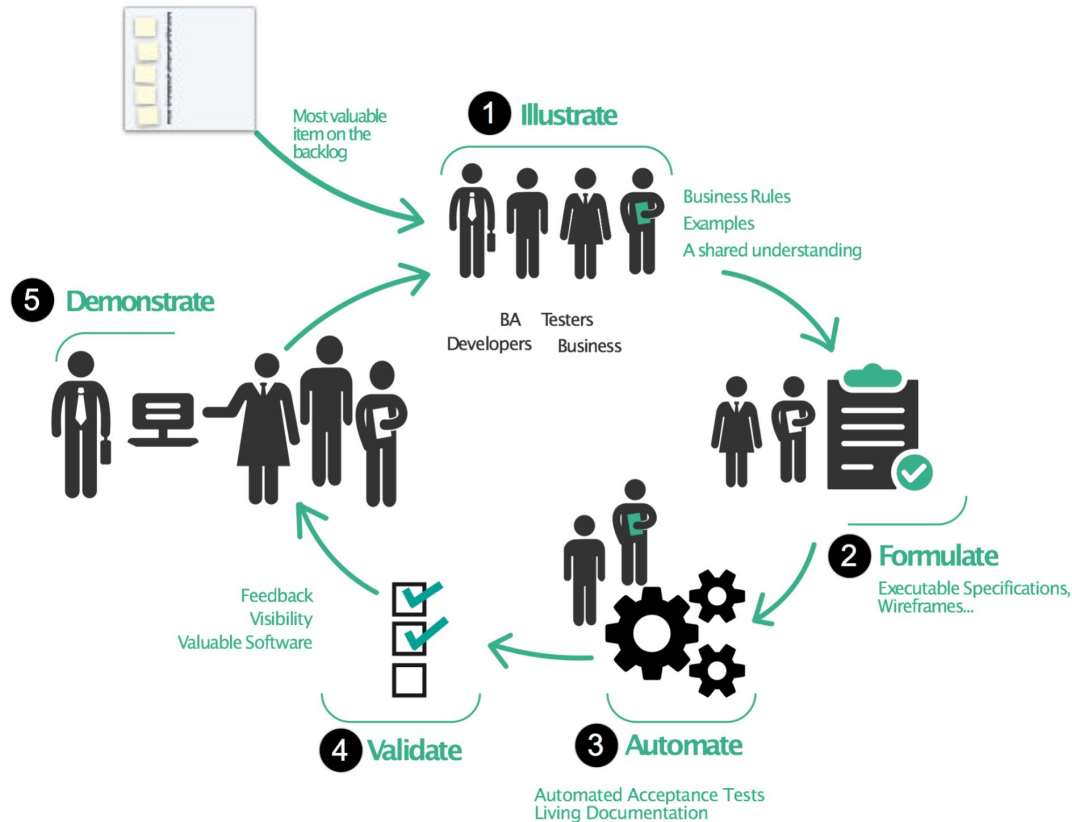 Most valuable
item on the
backlog
1 Illustrate
Business Rules
Examples
A shared understanding
BA Testers
Developers Business
5 Demonstrate
2 Formulate
Executable Specifications,
Wireframes...
Feedback
Visibility
Valuable Software
4 Validate
3 Automate
Automated Acceptance Tests
Living Documentation